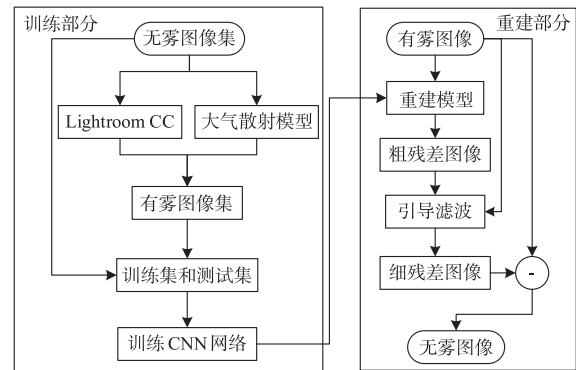 训练部分
无雾图像集
Lightroom CC
大气散射模型
有雾图像集
训练集和测试集
训练CNN网络
重建部分
有雾图像
重建模型
粗残差图像
引导滤波
细残差图像
-
无雾图像